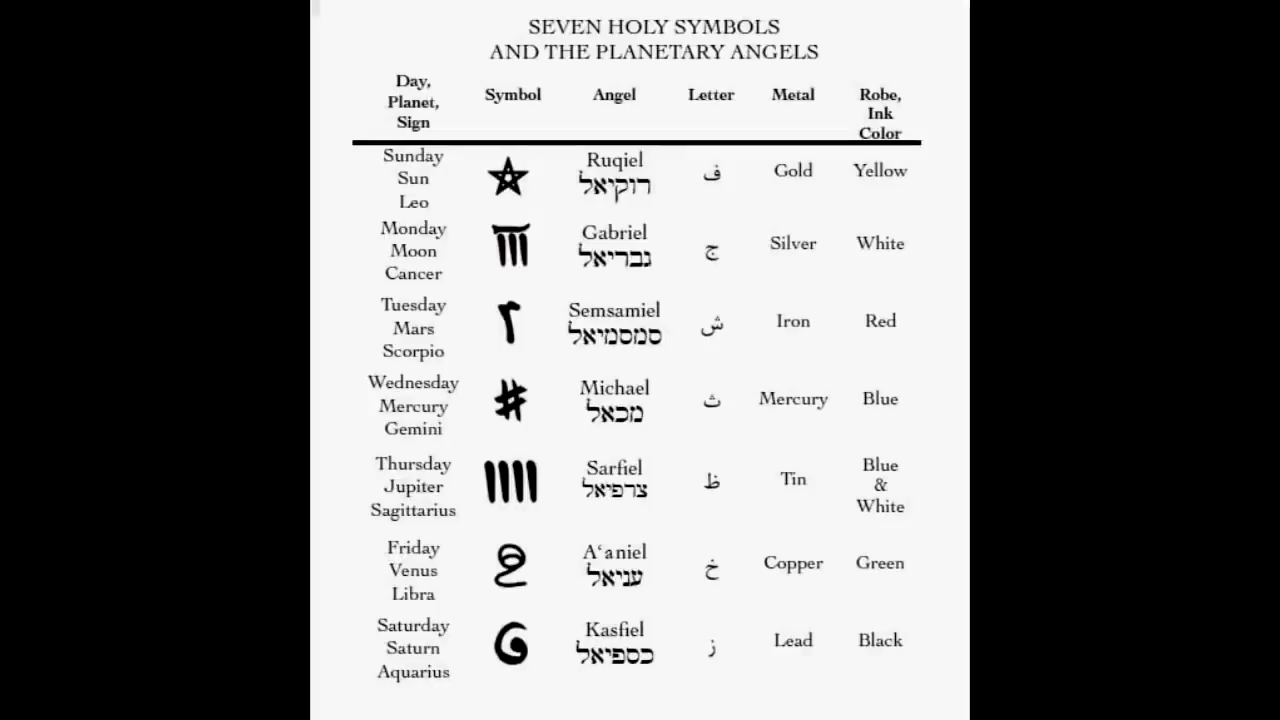 SEVEN HOLY SYMBOLS
AND THE PLANETARY ANGELS
Day,
Planet,
Sign
Symbol
Angel
Letter
Metal
Robe,
Ink
Color
Sunday
Sun
Leo
Ruqiel
רוקיאל
ف
Gold
Yellow
Monday
Moon
Cancer
Gabriel
גבריאל
ج
Silver
White
Tuesday
Mars
Scorpio
Semsamiel
סמסמיאל
ش
Iron
Red
Wednesday
Mercury
Gemini
Michael
מכאל
ث
Mercury
Blue
Thursday
Jupiter
Sagittarius
Sarfiel
צרפיאל
ظ
Tin
Blue
&
White
Friday
Venus
Libra
A‘aniel
עניאל
خ
Copper
Green
Saturday
Saturn
Aquarius
Kasfiel
כספיאל
ز
Lead
Black